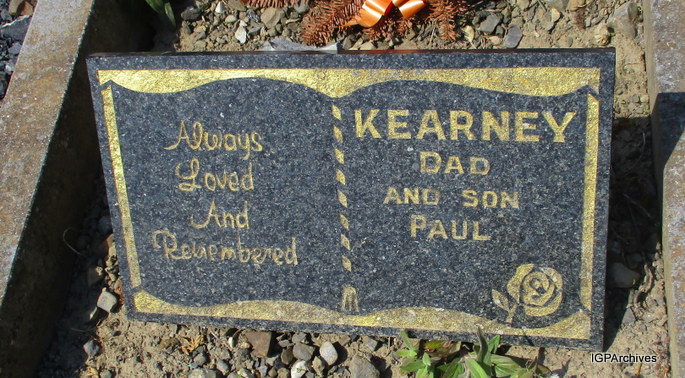 Always
Loved
And
Remembered
KEARNEY
DAD
AND SON
PAUL
IGPArchives